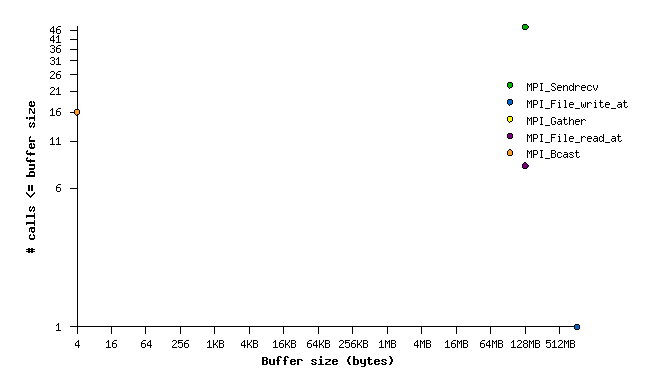 46
41
36
31
26
21
16
11
6
1
# calls <= buffer size
MPI_Sendrecv
MPI_File_write_at
MPI_Gather
MPI_File_read_at
MPI_Bcast
4 16 64 256 1KB 4KB 16KB 64KB 256KB 1MB 4MB 16MB 64MB 128MB 512MB
Buffer size (bytes)